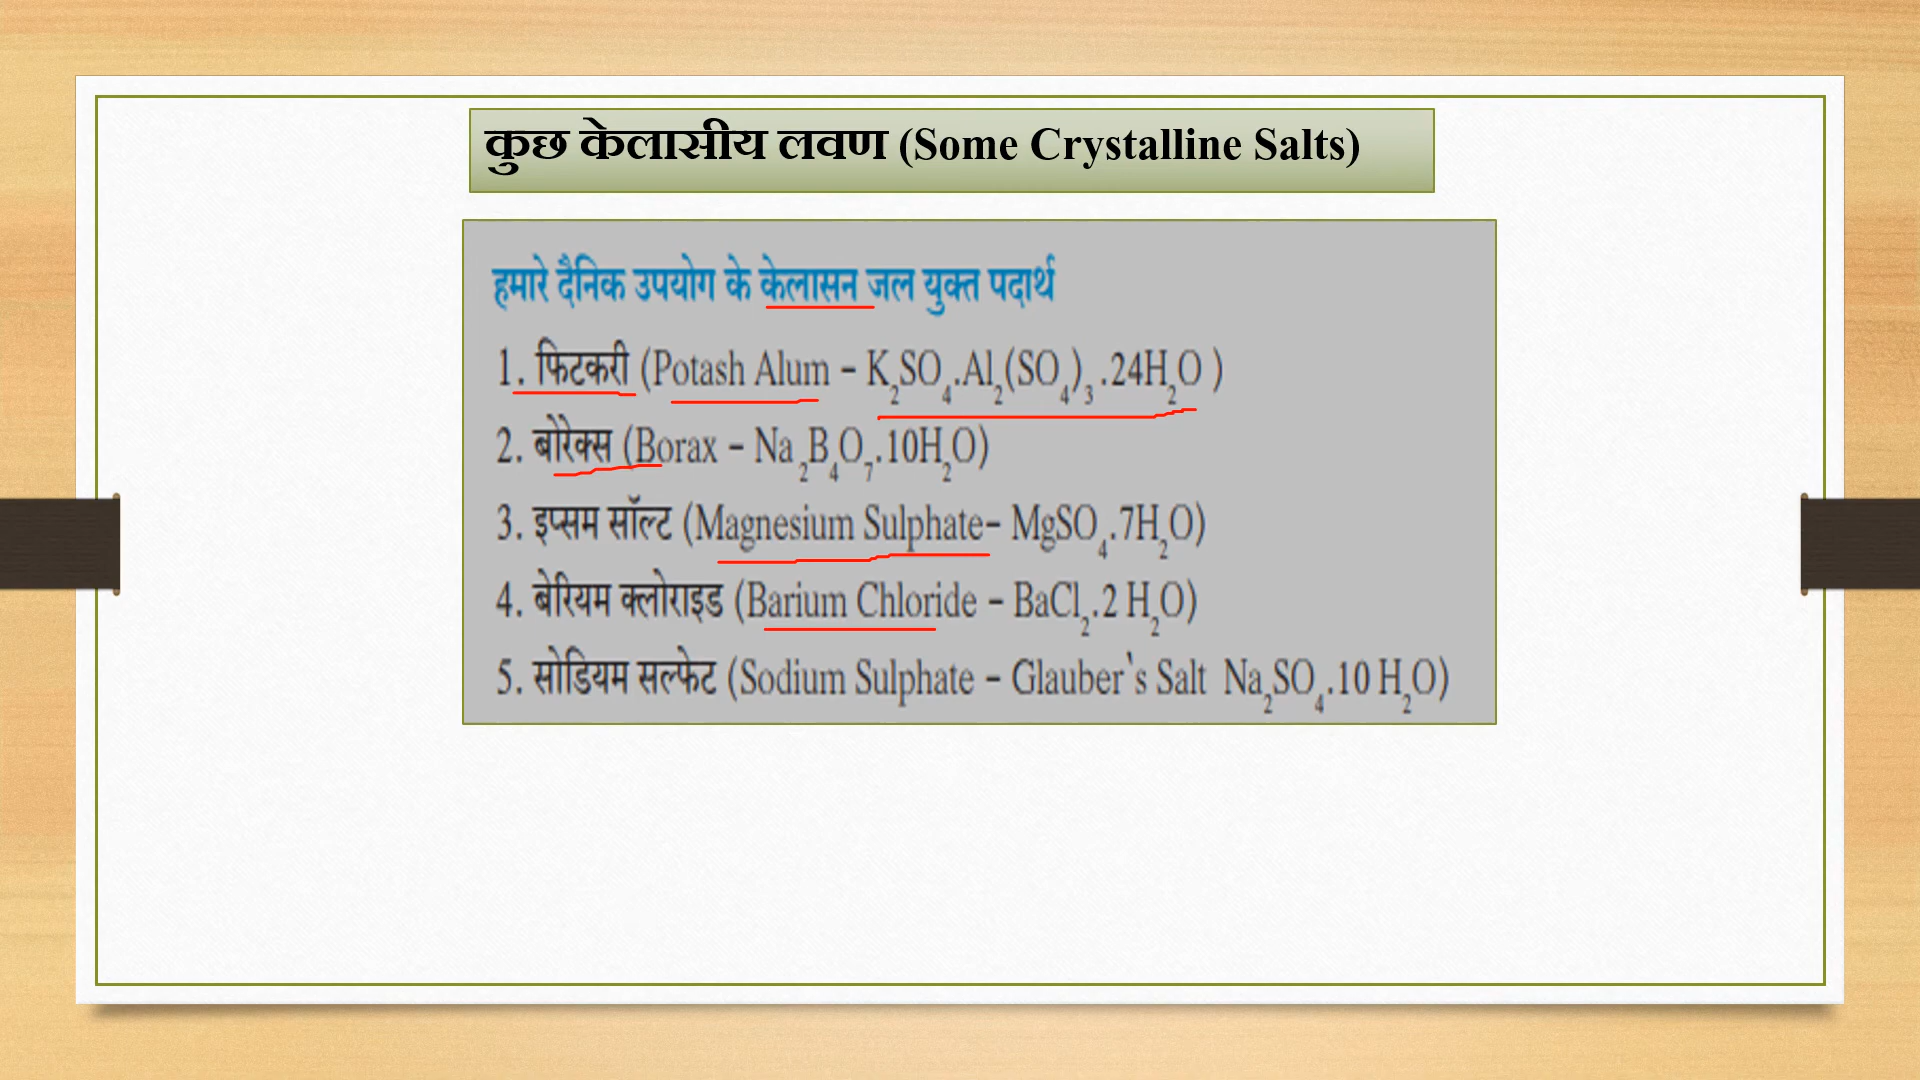 कुछ केलासीय लवण (Some Crystalline Salts)
हमारे दैनिक उपयोग के केलासन जल युक्त पदार्थ
1. फिटकरी (Potash Alum – K₂SO₄.Al₂(SO₄)₃.24H₂O )
2. बोरेक्स (Borax – Na₂B₄O₇.10H₂O)
3. इप्सम सॉल्ट (Magnesium Sulphate– MgSO₄.7H₂O)
4. बेरियम क्लोराइड (Barium Chloride – BaCl₂.2 H₂O)
5. सोडियम सल्फेट (Sodium Sulphate – Glauber's Salt Na₂SO₄.10 H₂O)